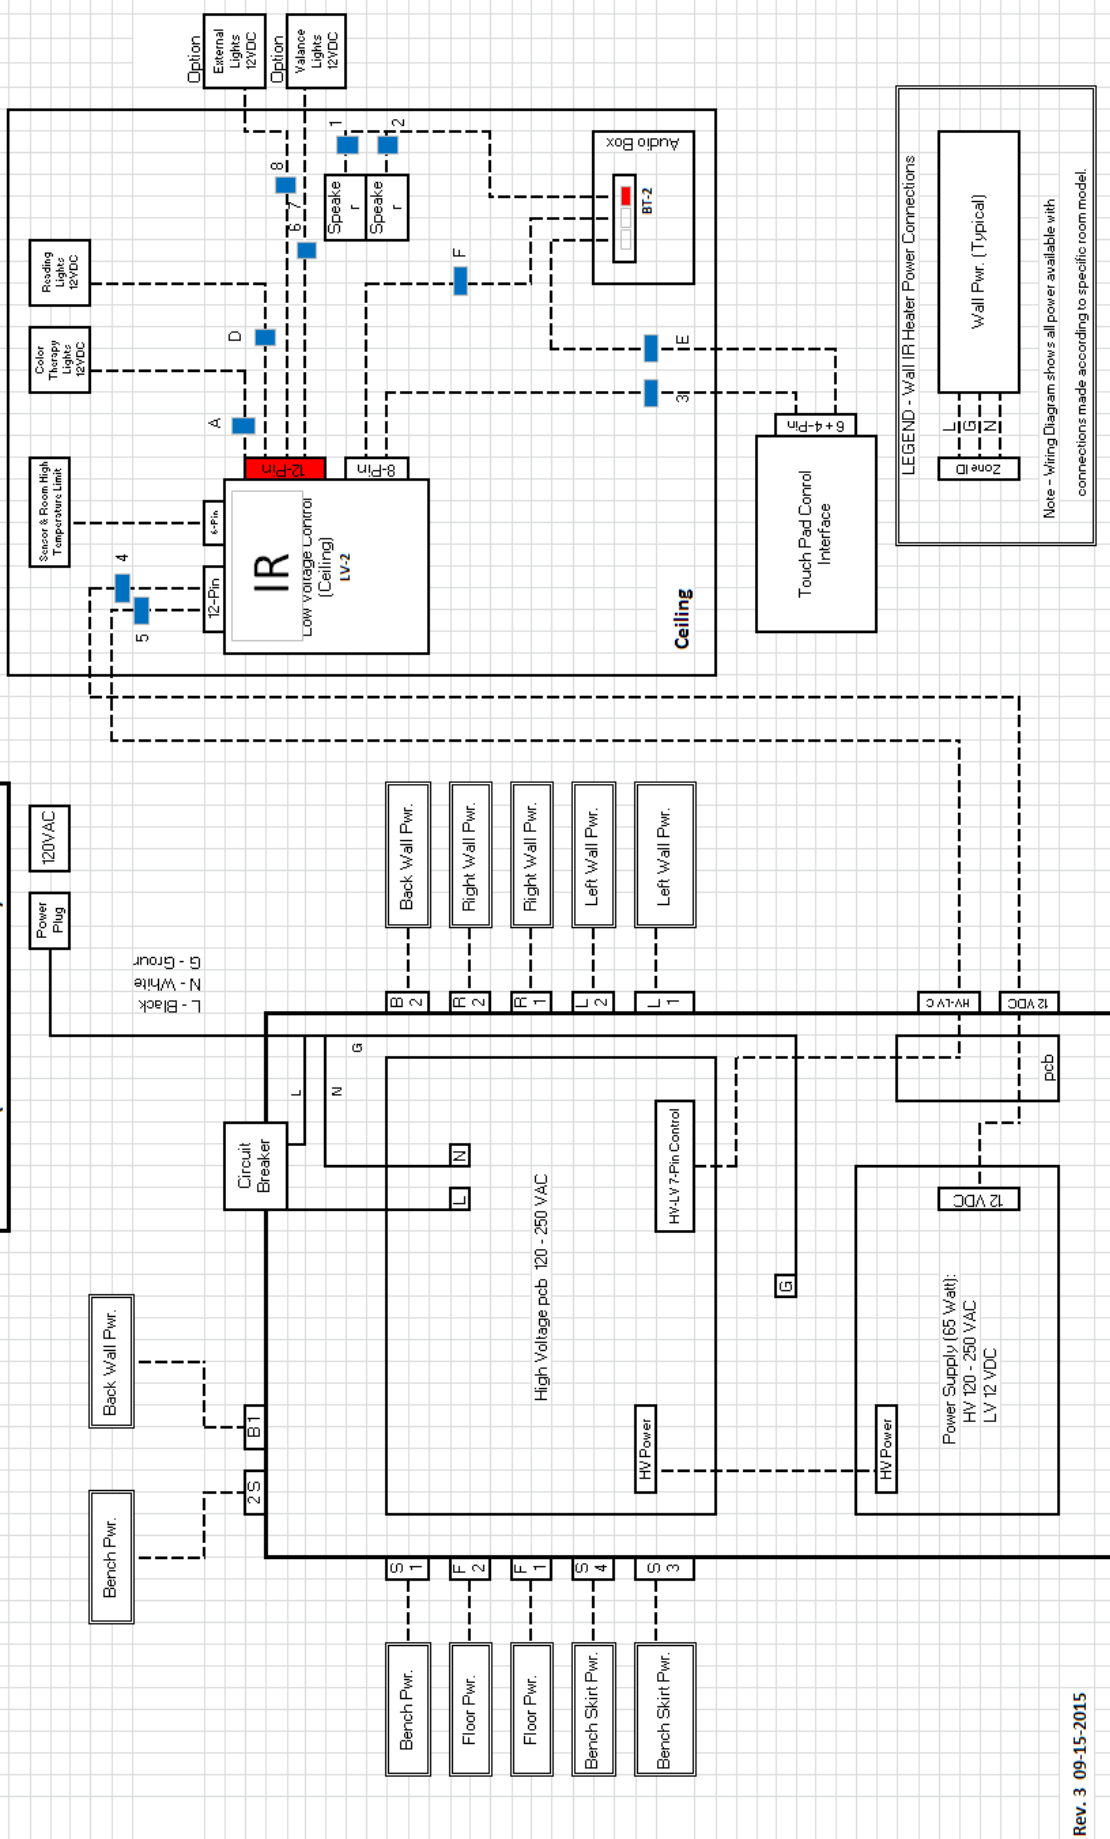 Option
External
Lights
12VDC
Option
Valance
Lights
12VDC
Reading
Lights
12VDC
Color
Therapy
Lights
12VDC
Sensor & Room High
Temperature Limit
8
7
6
1
2
Speake
r
Speake
r
Audio Box
BT-2
D
A
F
E
3
4
5
12-Pin
8-Pin
6-Pin
12-Pin
IR
Low Voltage Control
(Ceiling)
LV-2
Ceiling
6+4-Pin
Touch Pad Conrol
Interface
LEGEND - Wall IR Heater Power Connections
Wall Pwr. (Typical)
L
G
N
Zone ID
Note - Wiring Diagram shows all power available with
connections made according to specific room model.
120VAC
Power
Plug
L - Black
N - White
G - Groun
Back Wall Pwr.
Right Wall Pwr.
Right Wall Pwr.
Left Wall Pwr.
Left Wall Pwr.
B
2
R
2
R
1
L
2
L
1
HV-LV C
12 VDC
pcb
G
L
N
Circuit
Breaker
N
L
High Voltage pcb 120 - 250 VAC
HV-LV 7-Pin Control
HV Power
G
12 VDC
Power Supply (65 Watt):
HV 120 - 250 VAC
LV 12 VDC
HV Power
Back Wall Pwr.
Bench Pwr.
B1
2 S
S
1
F
2
F
1
S
4
S
3
Bench Pwr.
Floor Pwr.
Floor Pwr.
Bench Skirt Pwr.
Bench Skirt Pwr.
Rev. 3 09-15-2015